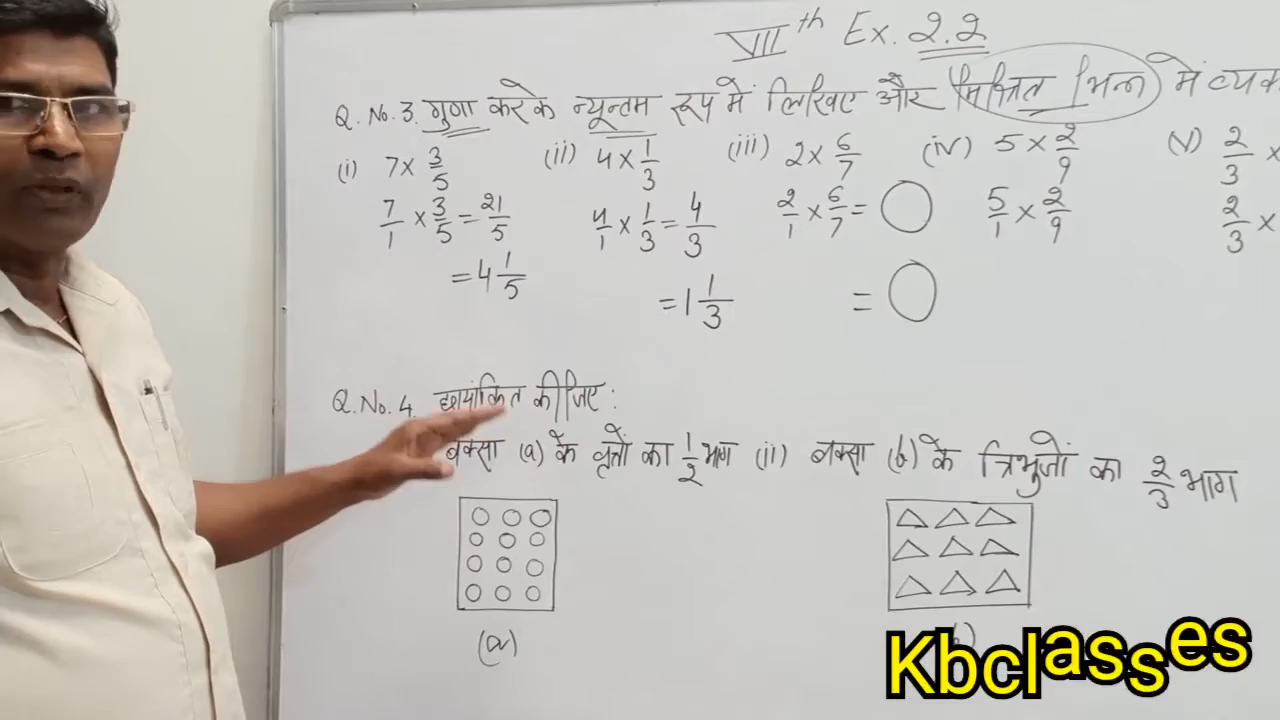 VII th Ex. 2.2
Q. No. 3. गुणा करके न्यून्तम रूप में लिखिए और मिश्रित भिन्न में
(i) 7 × 3/5 (ii) 4 × 1/3 (iii) 2 × 6/7 (iv) 5 × 2/9 (v) 2/3 ×
7/1 × 3/5 = 21/5 4/1 × 1/3 = 4/3 2/1 × 6/7 = 5/1 × 2/9 2/3 ×
= 4 1/5 = 1 1/3 =
Q. No. 4. छायांकित कीजिए :
बक्सा (a) के वृत्तों का 1/2 भाग (ii) बक्सा (b) के त्रिभुजों का 2/3 भाग
(a)
Kbclasses